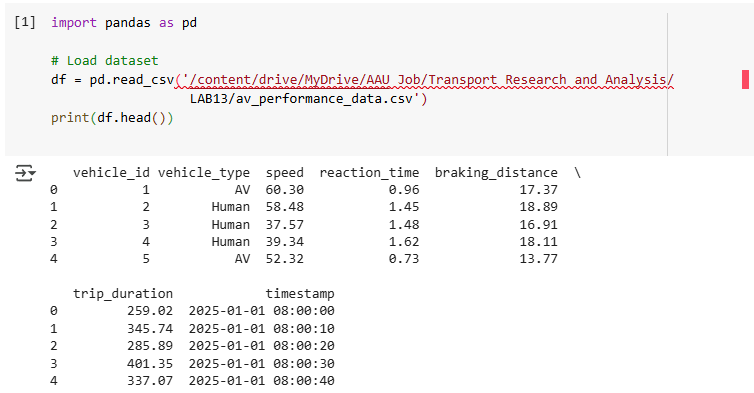 [1] import pandas as pd
# Load dataset
df = pd.read_csv('/content/drive/MyDrive/AAU Job/Transport Research and Analysis/
LAB13/av_performance_data.csv')
print(df.head())
vehicle_id vehicle_type speed reaction_time braking_distance \
0 1 AV 60.30 0.96 17.37
1 2 Human 58.48 1.45 18.89
2 3 Human 37.57 1.48 16.91
3 4 Human 39.34 1.62 18.11
4 5 AV 52.32 0.73 13.77
trip_duration timestamp
0 259.02 2025-01-01 08:00:00
1 345.74 2025-01-01 08:00:10
2 285.89 2025-01-01 08:00:20
3 401.35 2025-01-01 08:00:30
4 337.07 2025-01-01 08:00:40